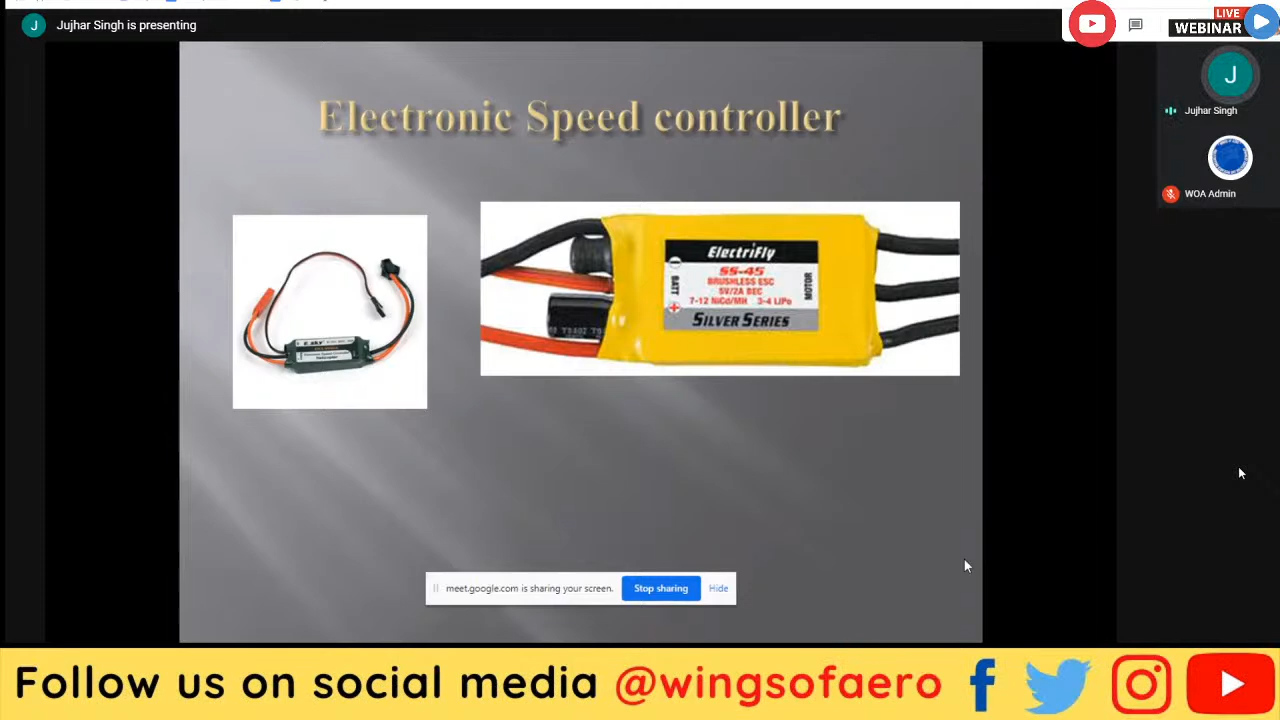 J
Jujhar Singh is presenting
LIVE
WEBINAR
J
Jujhar Singh
WOA Admin
Electronic Speed controller
E sky
ElectriFly
SS-45
BRUSHLESS ESC
5V/2A BEC
7-12 NiCd/MH 3-4 LiPo
SILVER SERIES
BATT
MOTOR
meet.google.com is sharing your screen.
Stop sharing
Hide
Follow us on social media @wingsofaero